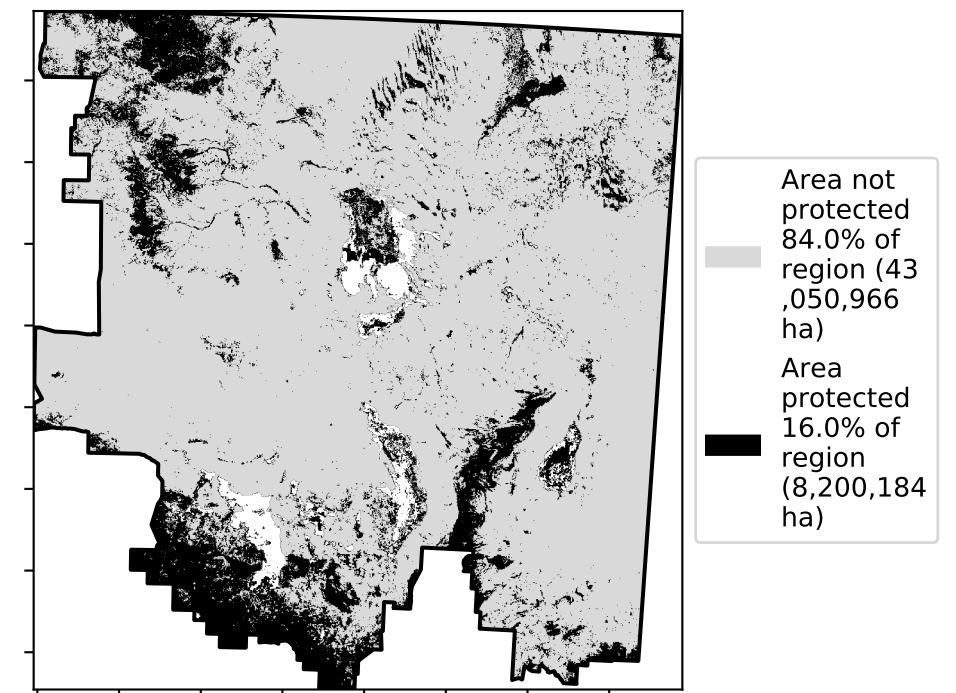 Area not
protected
84.0% of
region (43
,050,966
ha)
Area
protected
16.0% of
region
(8,200,184
ha)